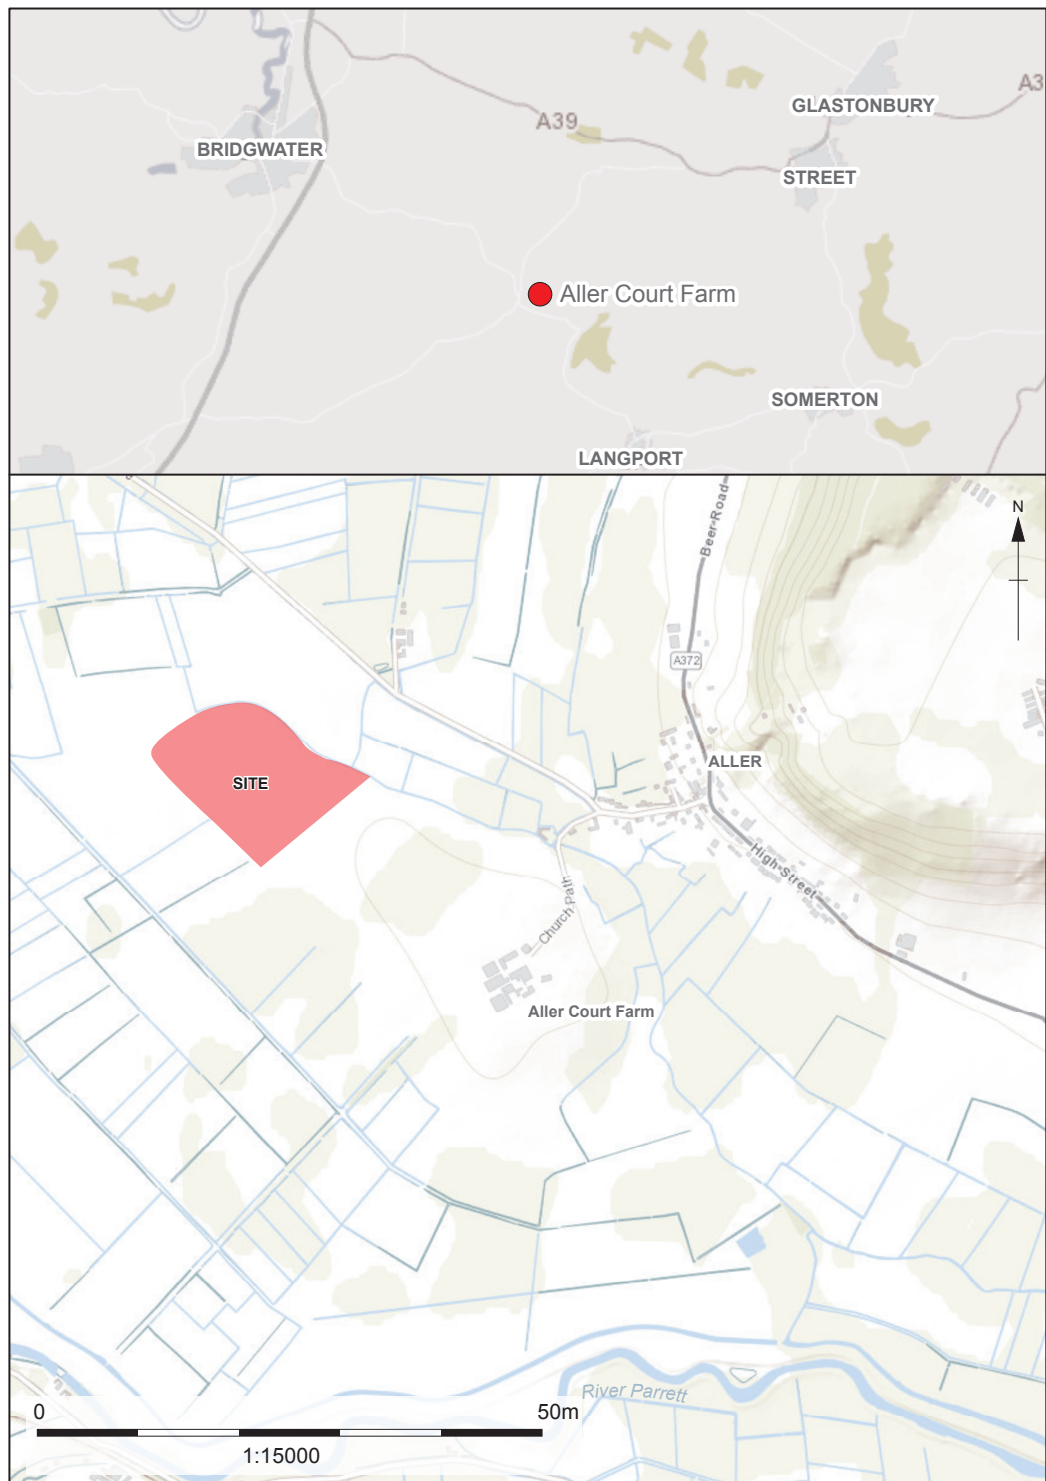 A39
GLASTONBURY
A3
BRIDGWATER
STREET
Aller Court Farm
SOMERTON
LANGPORT
N
Beer Road
A372
ALLER
SITE
High Street
Church Path
Aller Court Farm
River Parrett
0 50m
1:15000